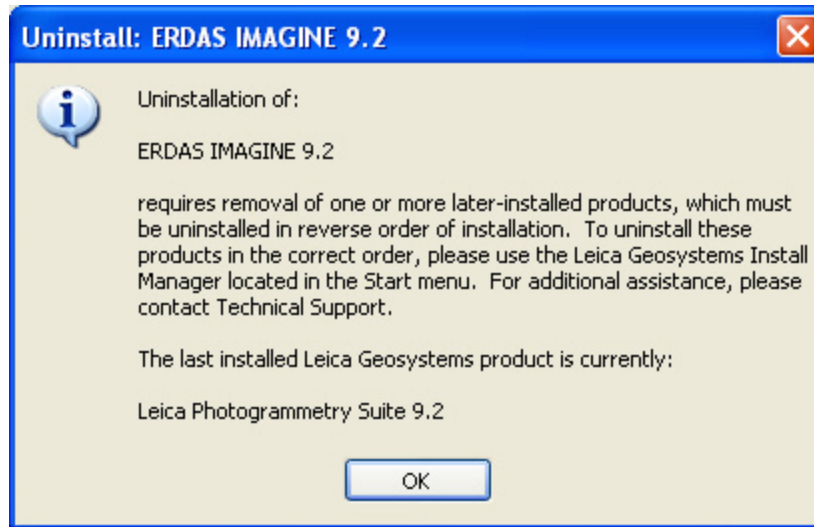 Uninstall: ERDAS IMAGINE 9.2
Uninstallation of:
ERDAS IMAGINE 9.2
requires removal of one or more later-installed products, which must
be uninstalled in reverse order of installation.  To uninstall these
products in the correct order, please use the Leica Geosystems Install
Manager located in the Start menu.  For additional assistance, please
contact Technical Support.
The last installed Leica Geosystems product is currently:
Leica Photogrammetry Suite 9.2
OK